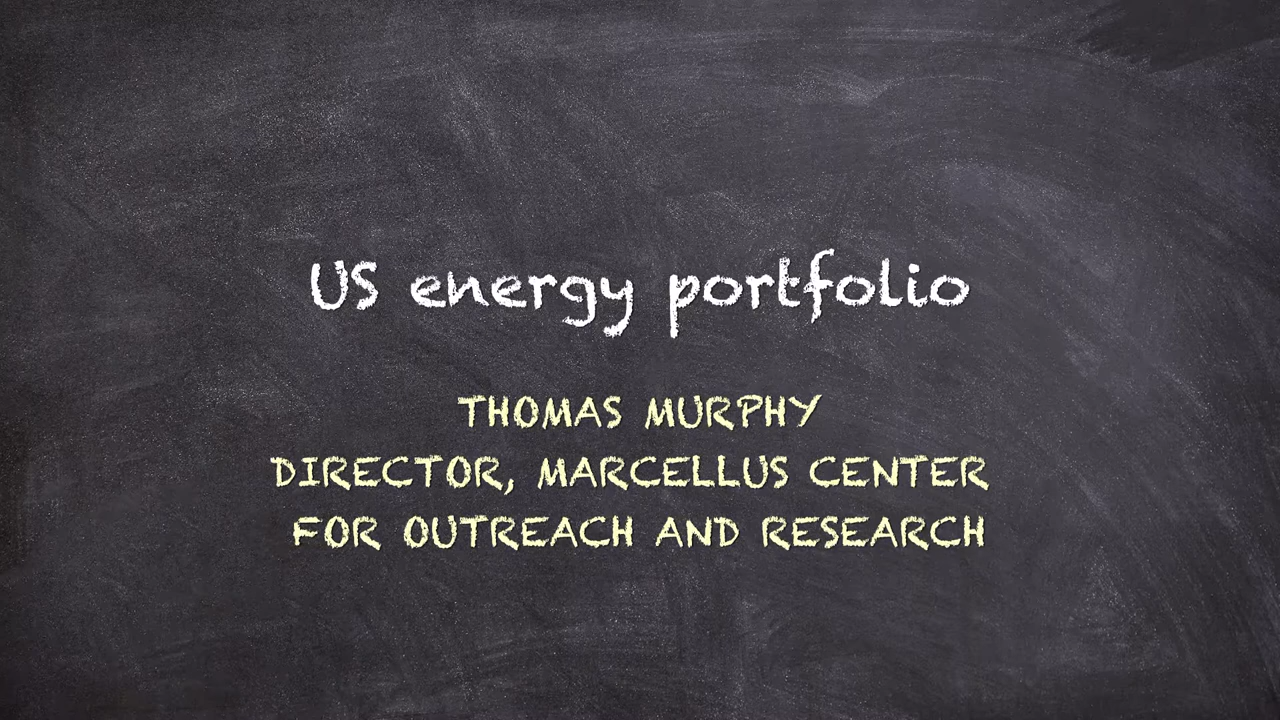 US energy portfolio
THOMAS MURPHY
DIRECTOR, MARCELLUS CENTER
FOR OUTREACH AND RESEARCH